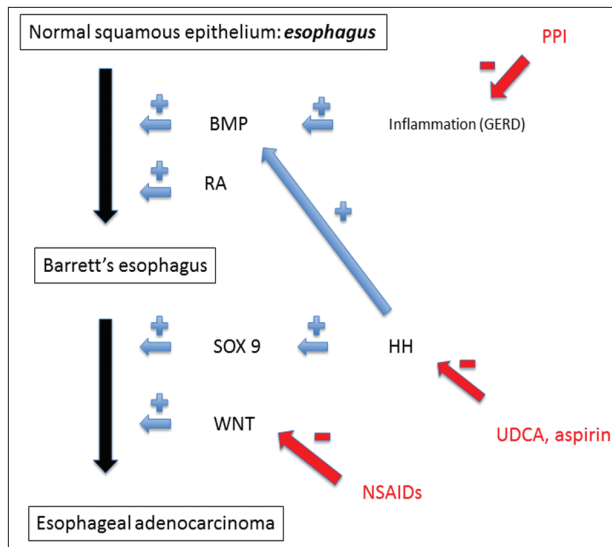 Normal squamous epithelium: esophagus
PPI
BMP
Inflammation (GERD)
RA
Barrett's esophagus
SOX 9
HH
WNT
UDCA, aspirin
NSAIDs
Esophageal adenocarcinoma